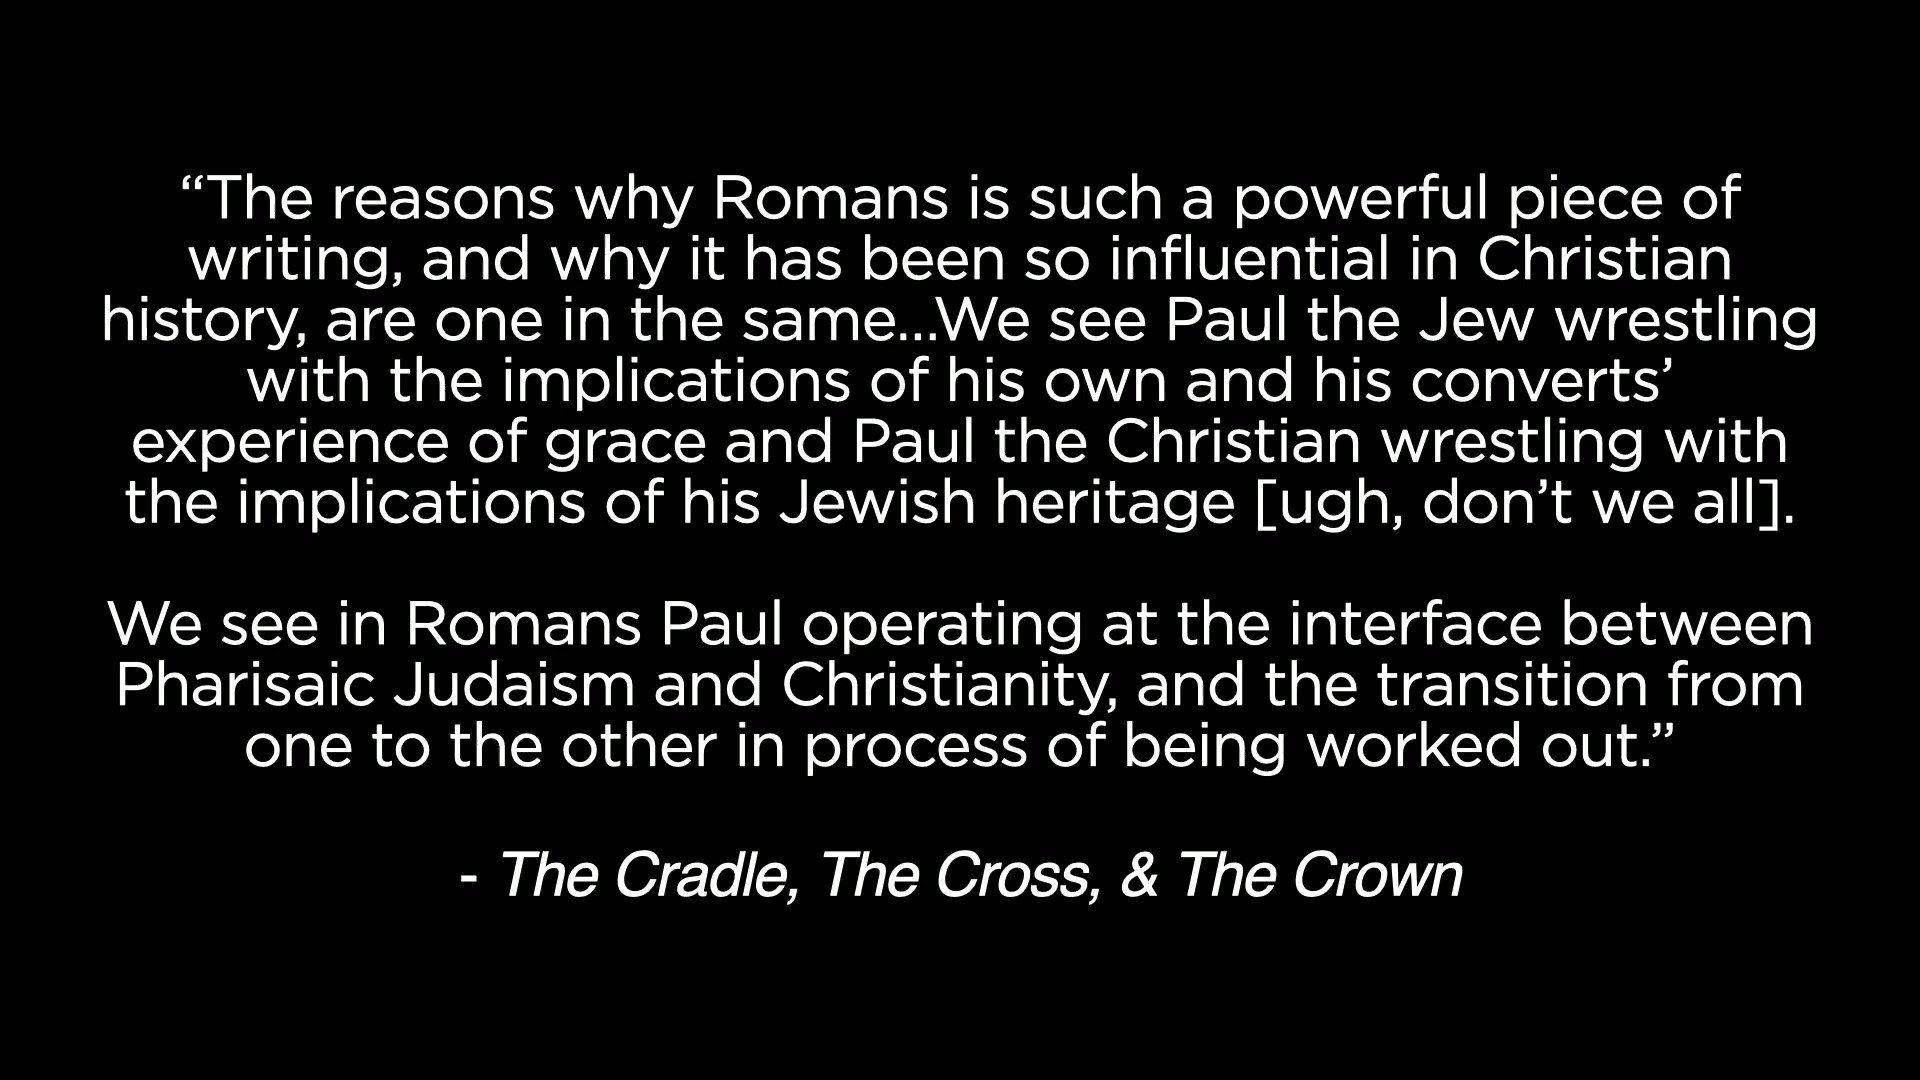 “The reasons why Romans is such a powerful piece of
writing, and why it has been so influential in Christian
history, are one in the same...We see Paul the Jew wrestling
with the implications of his own and his converts’
experience of grace and Paul the Christian wrestling with
the implications of his Jewish heritage [ugh, don’t we all].
We see in Romans Paul operating at the interface between
Pharisaic Judaism and Christianity, and the transition from
one to the other in process of being worked out.”
- The Cradle, The Cross, & The Crown